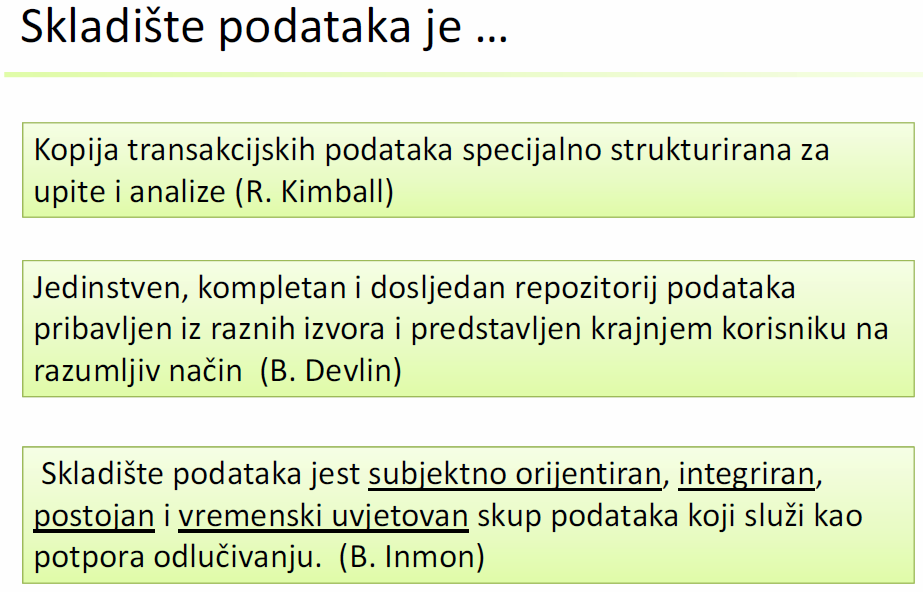 Skladište podataka je ...
Kopija transakcijskih podataka specijalno strukturirana za
upite i analize (R. Kimball)
Jedinstven, kompletan i dosljedan repozitorij podataka
pribavljen iz raznih izvora i predstavljen krajnjem korisniku na
razumljiv način  (B. Devlin)
Skladište podataka jest subjektno orijentiran, integriran,
postojan i vremenski uvjetovan skup podataka koji služi kao
potpora odlučivanju.  (B. Inmon)